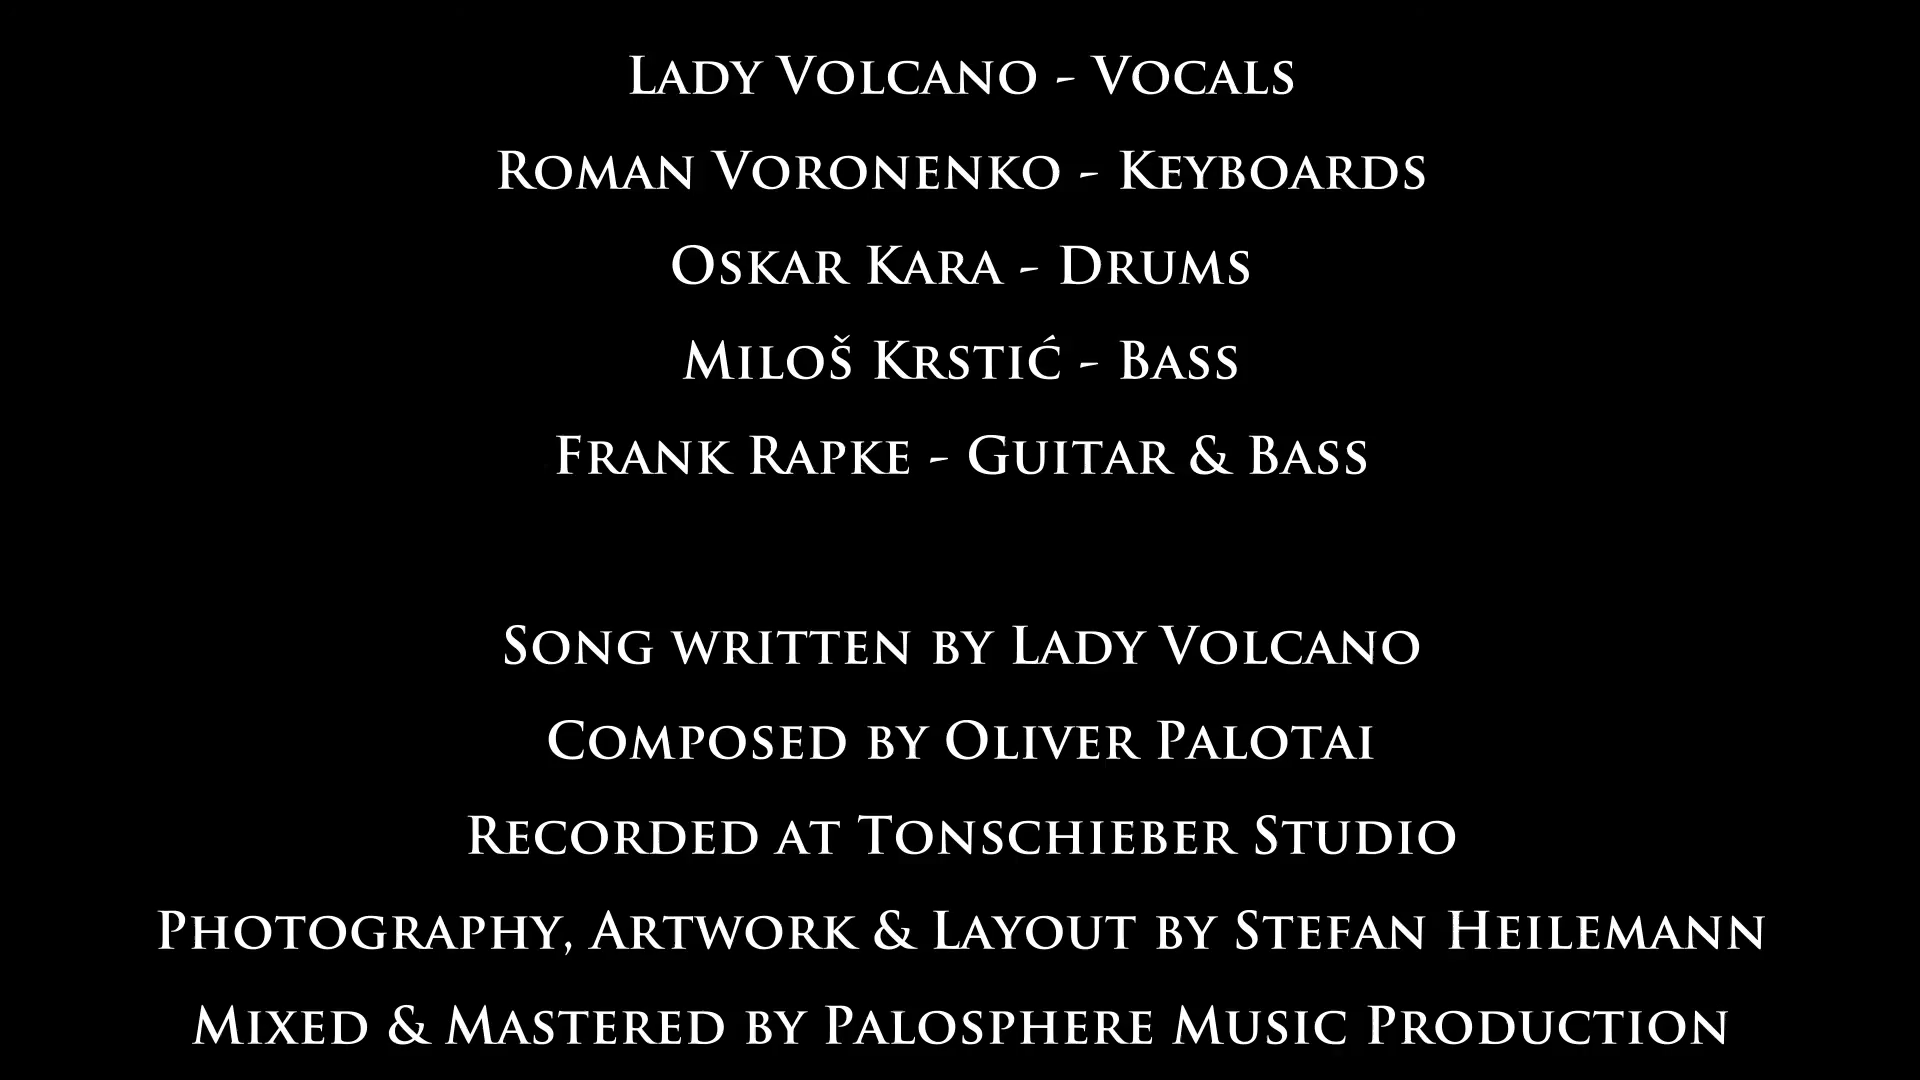 Lady Volcano - Vocals
Roman Voronenko - Keyboards
Oskar Kara - Drums
Miloš Krstić - Bass
Frank Rapke - Guitar & Bass
Song written by Lady Volcano
Composed by Oliver Palotai
Recorded at Tonschieber Studio
Photography, Artwork & Layout by Stefan Heilemann
Mixed & Mastered by Palosphere Music Production